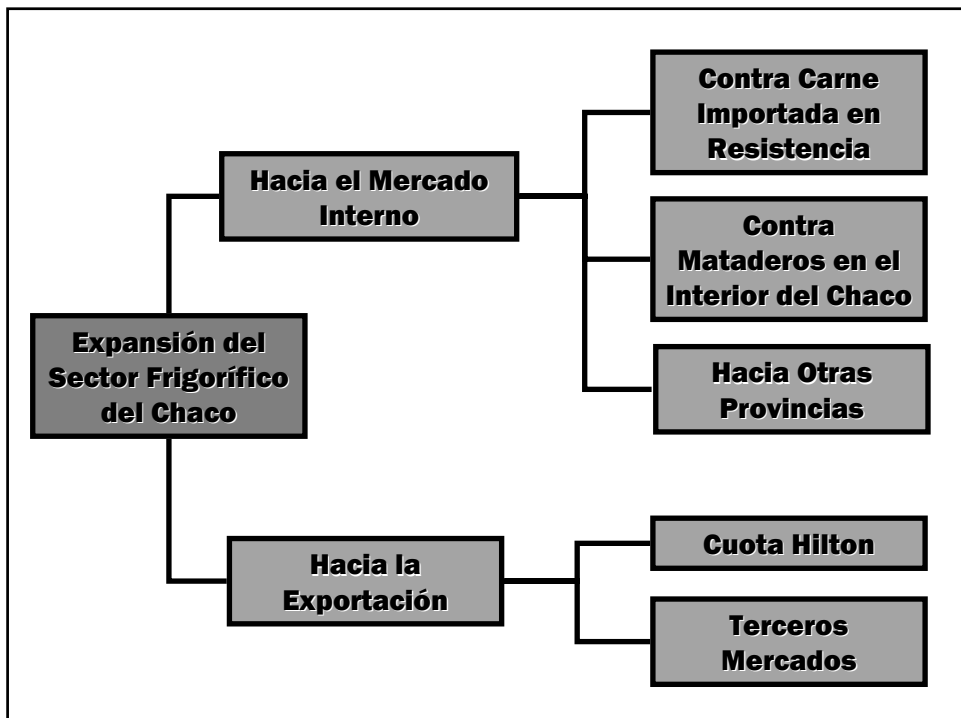 Expansión del
Sector Frigorífico
del Chaco
Hacia el Mercado
Interno
Contra Carne
Importada en
Resistencia
Contra
Mataderos en el
Interior del Chaco
Hacia Otras
Provincias
Hacia la
Exportación
Cuota Hilton
Terceros
Mercados